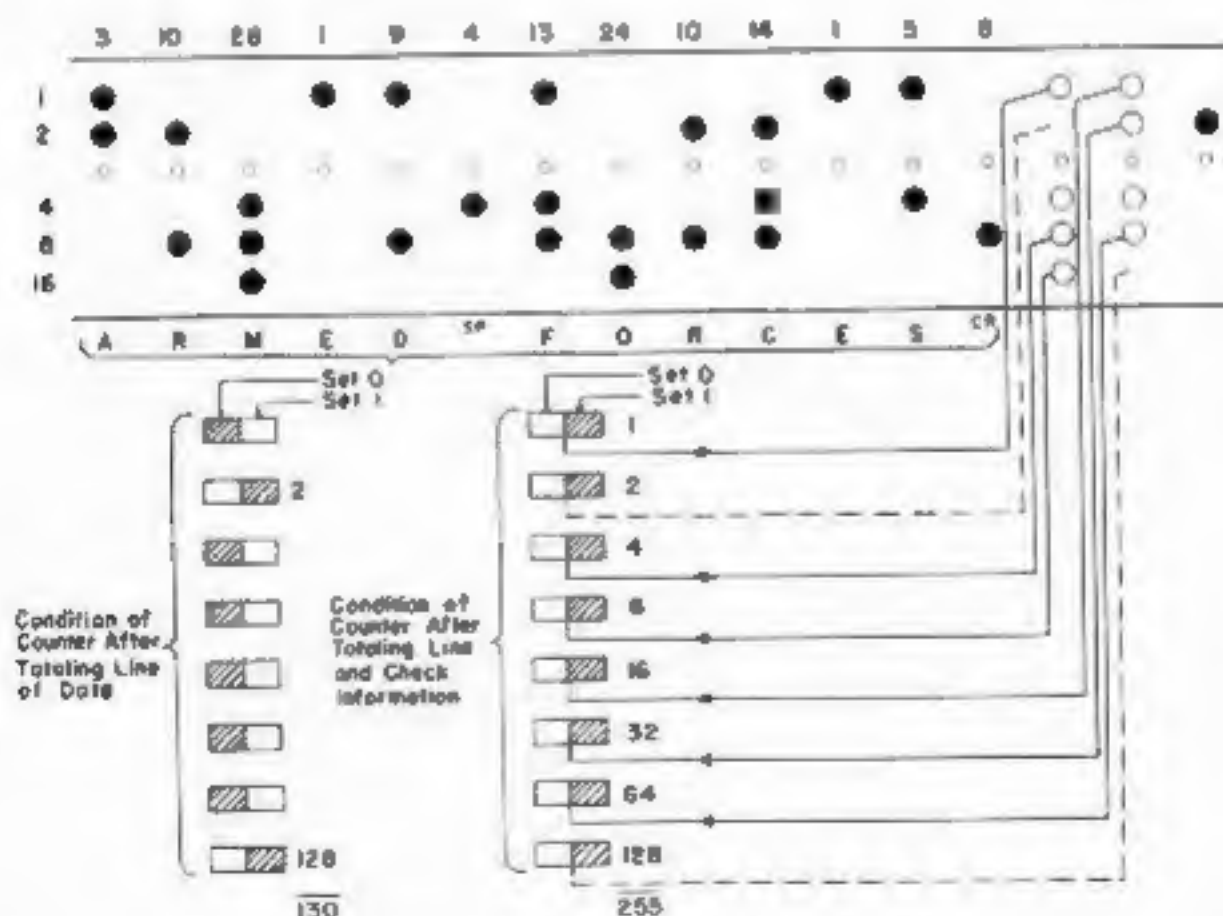 3 10 28 1 9 4 13 24 10 14 1 5 8
1
2
4
8
16
A R M E D SP F O R C E S CR
Set 0
Set 1
Set 0
Set 1
1
2
2
4
8
16
32
64
128
128
Condition of
Counter After
Totaling Line
of Data
Condition of
Counter After
Totaling Line
and Check
Information
130
255